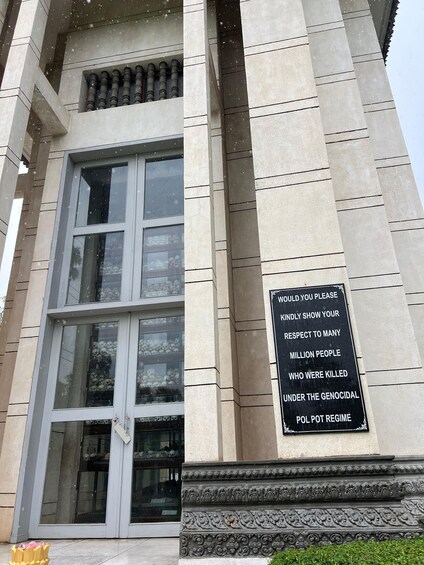 WOULD YOU PLEASE
KINDLY SHOW YOUR
RESPECT TO MANY
MILLION PEOPLE
WHO WERE KILLED
UNDER THE GENOCIDAL
POL POT REGIME